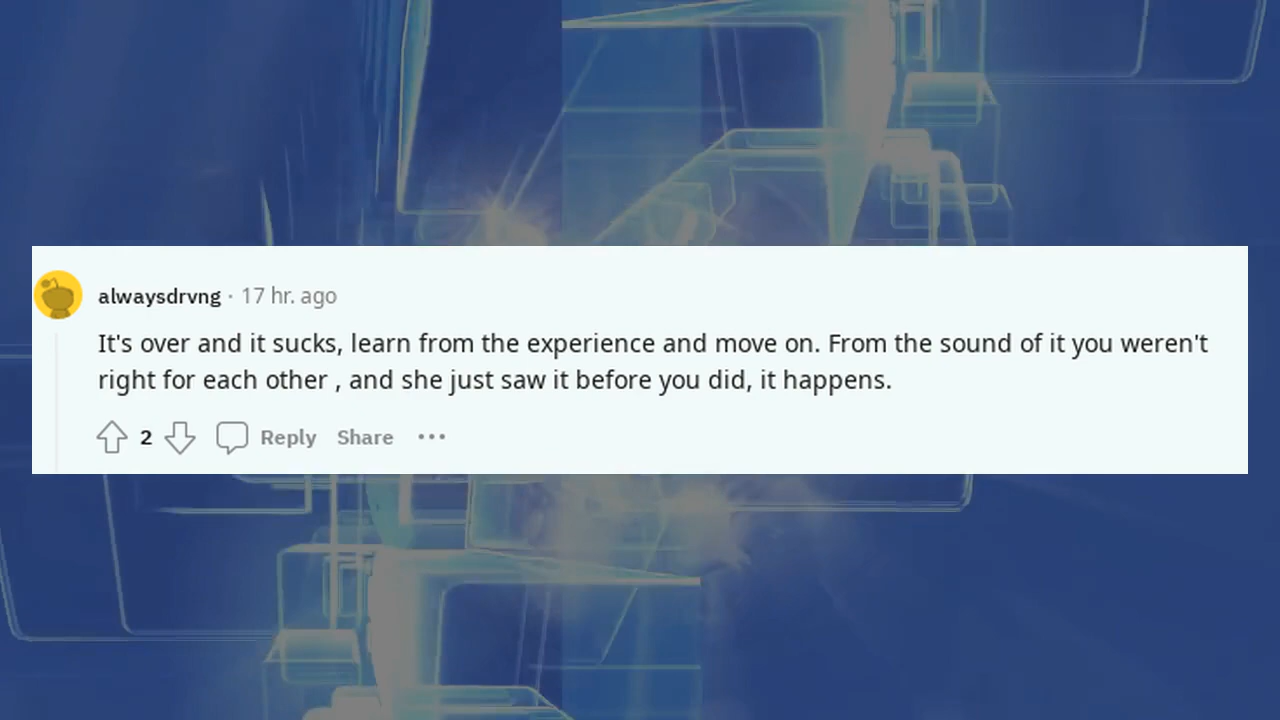 alwaysdrvng · 17 hr. ago
It's over and it sucks, learn from the experience and move on. From the sound of it you weren't
right for each other , and she just saw it before you did, it happens.
2 Reply Share ···